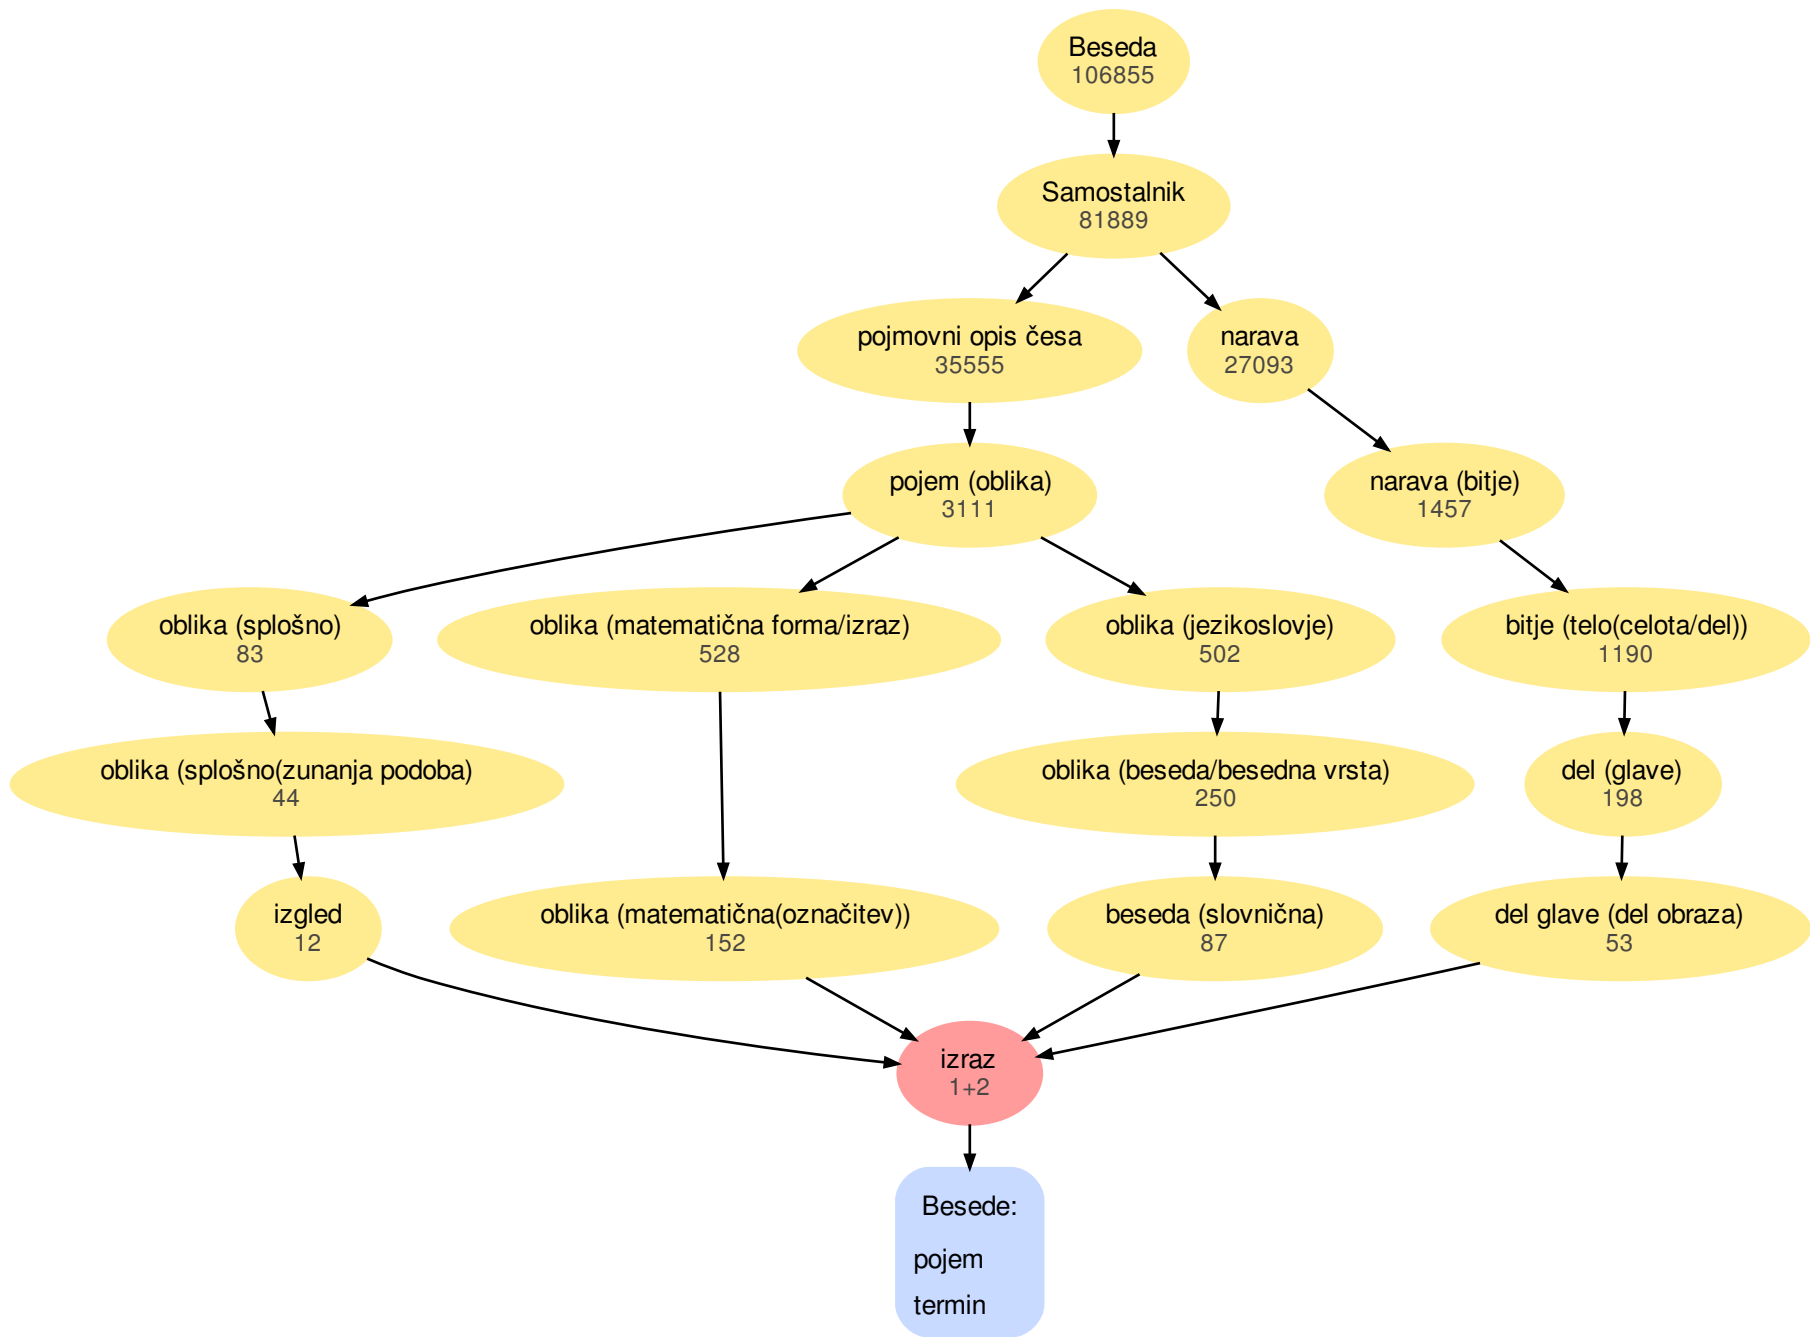 Beseda
106855
Samostalnik
81889
pojmovni opis česa
35555
narava
27093
pojem (oblika)
3111
narava (bitje)
1457
oblika (splošno)
83
oblika (matematična forma/izraz)
528
oblika (jezikoslovje)
502
bitje (telo(celota/del))
1190
oblika (splošno(zunanja podoba)
44
oblika (beseda/besedna vrsta)
250
del (glave)
198
izgled
12
oblika (matematična(označitev))
152
beseda (slovnična)
87
del glave (del obraza)
53
izraz
1+2
Besede:
pojem
termin